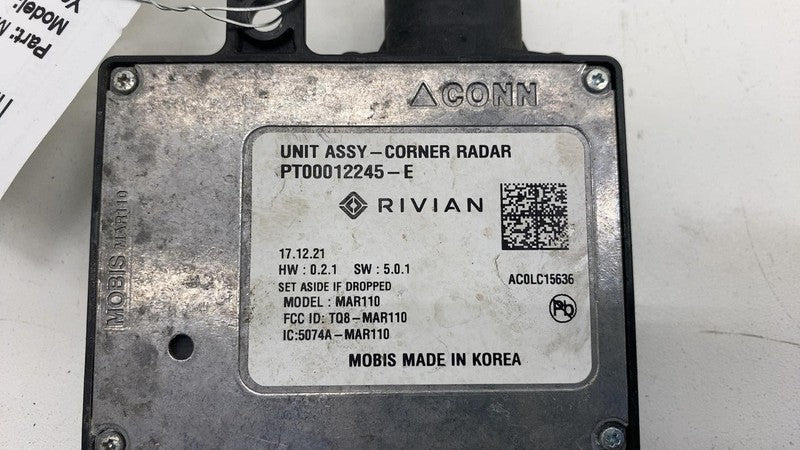 Part: M
Model:
△CONN
UNIT ASSY-CORNER RADAR
PT00012245-E
RIVIAN
17.12.21
HW : 0.2.1 SW : 5.0.1
AC0LC15636
SET ASIDE IF DROPPED
MODEL : MAR110
FCC ID: TQ8-MAR110
Pb
IC:5074A-MAR110
MOBIS MADE IN KOREA
MOBIS MAR110